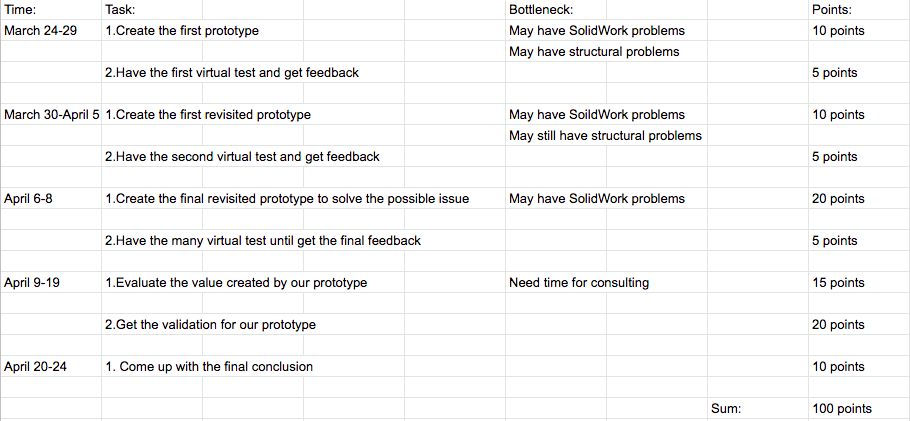 Time: Task: Bottleneck: Points:
March 24-29 1.Create the first prototype May have SolidWork problems 10 points
May have structural problems
2.Have the first virtual test and get feedback 5 points
March 30-April 5 1.Create the first revisited prototype May have SoildWork problems 10 points
May still have structural problems
2.Have the second virtual test and get feedback 5 points
April 6-8 1.Create the final revisited prototype to solve the possible issue May have SolidWork problems 20 points
2.Have the many virtual test until get the final feedback 5 points
April 9-19 1.Evaluate the value created by our prototype Need time for consulting 15 points
2.Get the validation for our prototype 20 points
April 20-24 1. Come up with the final conclusion 10 points
Sum: 100 points